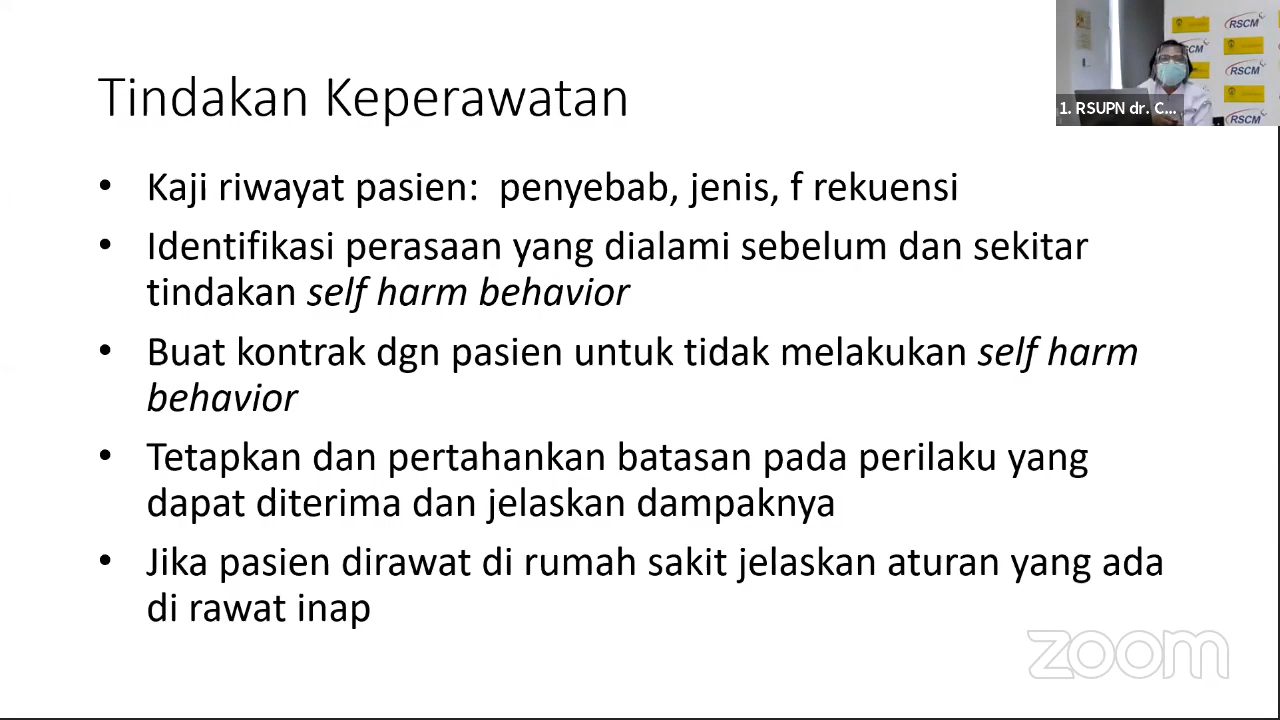 Tindakan Keperawatan
• Kaji riwayat pasien:  penyebab, jenis, f rekuensi
• Identifikasi perasaan yang dialami sebelum dan sekitar
tindakan self harm behavior
• Buat kontrak dgn pasien untuk tidak melakukan self harm
behavior
• Tetapkan dan pertahankan batasan pada perilaku yang
dapat diterima dan jelaskan dampaknya
• Jika pasien dirawat di rumah sakit jelaskan aturan yang ada
di rawat inap
RSCM
RSCM
RSCM
1. RSUPN dr. C...
zoom